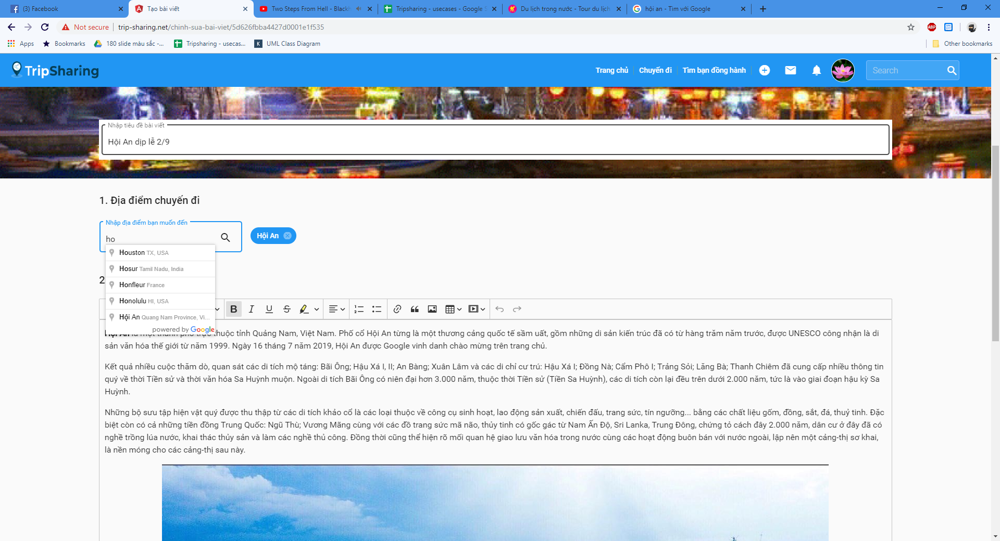 (3) Facebook
Tạo bài viết
Two Steps From Hell - Blackh
Tripsharing - usecases - Google S
Du lịch trong nước - Tour du lịch
hội an - Tìm với Google
Not secure
trip-sharing.net/chinh-sua-bai-viet/5d626fbba4427d0001e1f535
ABP
Apps
Bookmarks
180 slide màu sắc -...
Tripsharing - usecas...
K
UML Class Diagram
Other bookmarks
TripSharing
Trang chủ
Chuyến đi
Tìm bạn đồng hành
Search
Nhập tiêu đề bài viết
Hội An dịp lễ 2/9
1. Địa điểm chuyến đi
Nhập địa điểm bạn muốn đến
ho
Hội An
Houston TX, USA
Hosur Tamil Nadu, India
Honfleur France
Honolulu HI, USA
Hội An Quang Nam Province, Vi...
powered by Google
2
B I U S
Hội An là một thành phố trực thuộc tỉnh Quảng Nam, Việt Nam. Phố cổ Hội An từng là một thương cảng quốc tế sầm uất, gồm những di sản kiến trúc đã có từ hàng trăm năm trước, được UNESCO công nhận là di
sản văn hóa thế giới từ năm 1999. Ngày 16 tháng 7 năm 2019, Hội An được Google vinh danh chào mừng trên trang chủ.
Kết quả nhiều cuộc thăm dò, quan sát các di tích mộ táng: Bãi Ông; Hậu Xá I, II; An Bàng; Xuân Lâm và các di chỉ cư trú: Hậu Xá I; Đồng Nà; Cẩm Phô I; Trảng Sỏi; Lăng Bà; Thanh Chiêm đã cung cấp nhiều thông tin
quý về thời Tiền sử và thời văn hóa Sa Huỳnh muộn. Ngoài di tích Bãi Ông có niên đại hơn 3.000 năm, thuộc thời Tiền sử (Tiền Sa Huỳnh), các di tích còn lại đều trên dưới 2.000 năm, tức là vào giai đoạn hậu kỳ Sa
Huỳnh.
Những bộ sưu tập hiện vật quý được thu thập từ các di tích khảo cổ là các loại thuộc về công cụ sinh hoạt, lao động sản xuất, chiến đấu, trang sức, tín ngưỡng... bằng các chất liệu gốm, đồng, sắt, đá, thuỷ tinh. Đặc
biệt còn có cả những tiền đồng Trung Quốc: Ngũ Thù; Vương Mãng cùng với các đồ trang sức mã não, thủy tinh có gốc gác từ Nam Ấn Độ, Sri Lanka, Trung Đông, chứng tỏ cách đây 2.000 năm, dân cư ở đây đã có
nghề trồng lúa nước, khai thác thủy sản và làm các nghề thủ công. Đồng thời cũng thể hiện rõ mối quan hệ giao lưu văn hóa trong nước cùng các hoạt động buôn bán với nước ngoài, lập nên một cảng-thị sơ khai,
là nền móng cho các cảng-thị sau này.